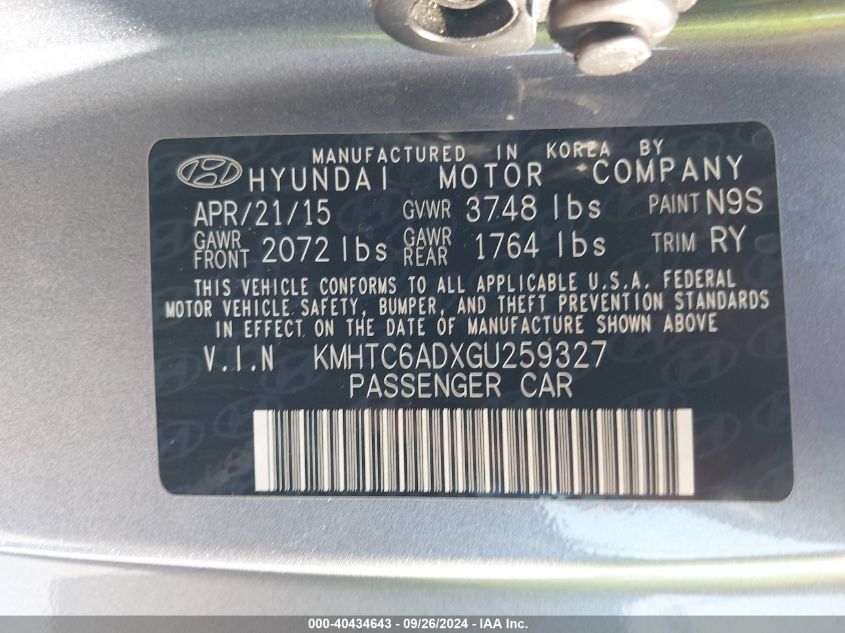 MANUFACTURED IN KOREA BY
HYUNDAI MOTOR COMPANY
APR/21/15 GVWR 3748 lbs PAINT N9S
GAWR FRONT 2072 lbs GAWR REAR 1764 lbs TRIM RY
THIS VEHICLE CONFORMS TO ALL APPLICABLE U.S.A. FEDERAL
MOTOR VEHICLE SAFETY, BUMPER, AND THEFT PREVENTION STANDARDS
IN EFFECT ON THE DATE OF MANUFACTURE SHOWN ABOVE
V.I.N KMHTC6ADXGU259327
PASSENGER CAR
000-40434643 - 09/26/2024 - IAA Inc.